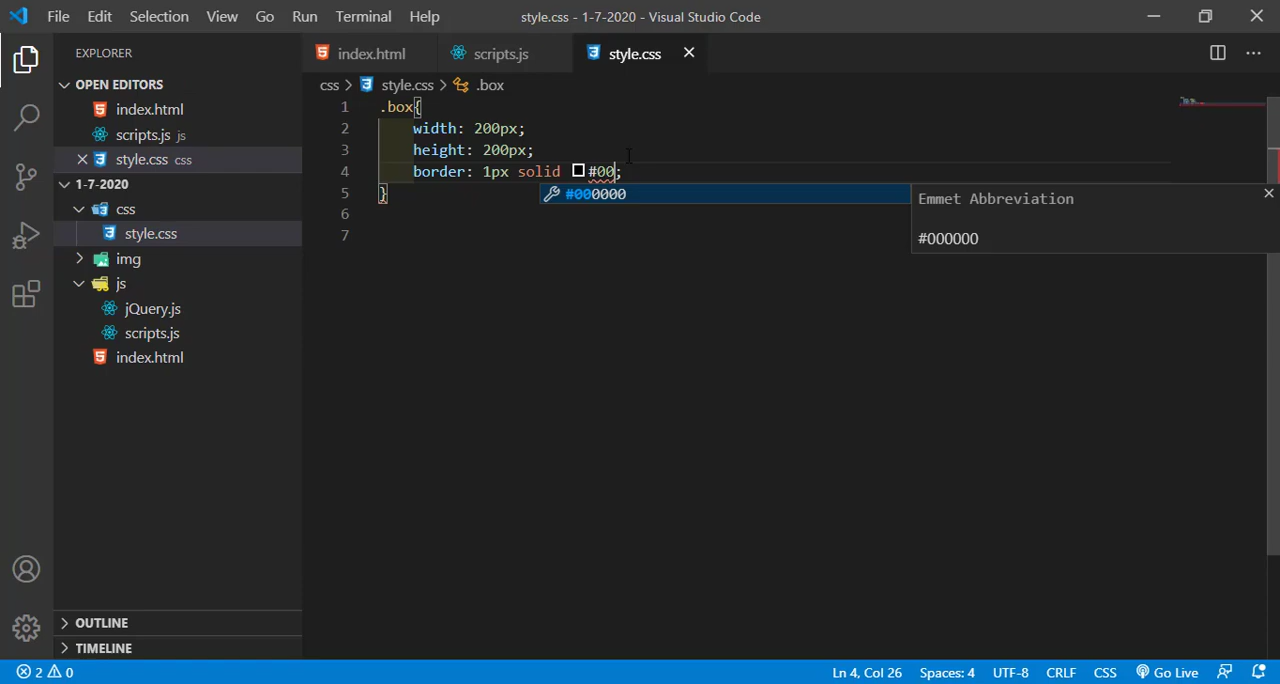 File Edit Selection View Go Run Terminal Help
style.css - 1-7-2020 - Visual Studio Code
EXPLORER
OPEN EDITORS
index.html
scripts.js js
style.css css
1-7-2020
css
style.css
img
js
jQuery.js
scripts.js
index.html
OUTLINE
TIMELINE
index.html scripts.js style.css
css > style.css > .box
1 .box{
2 width: 200px;
3 height: 200px;
4 border: 1px solid #00;
5 }
6
7
#000000
Emmet Abbreviation
#000000
2 0
Ln 4, Col 26 Spaces: 4 UTF-8 CRLF CSS Go Live